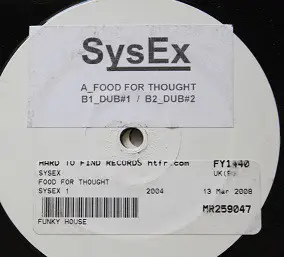 SysEx
A_FOOD FOR THOUGHT
B1_DUB#1 / B2_DUB#2
HARD TO FIND RECORDS htfr.com FY1440
SYSEX UK(B
FOOD FOR THOUGHT
SYSEX 1 2004 13 Mar 2008
MR259047
FUNKY HOUSE